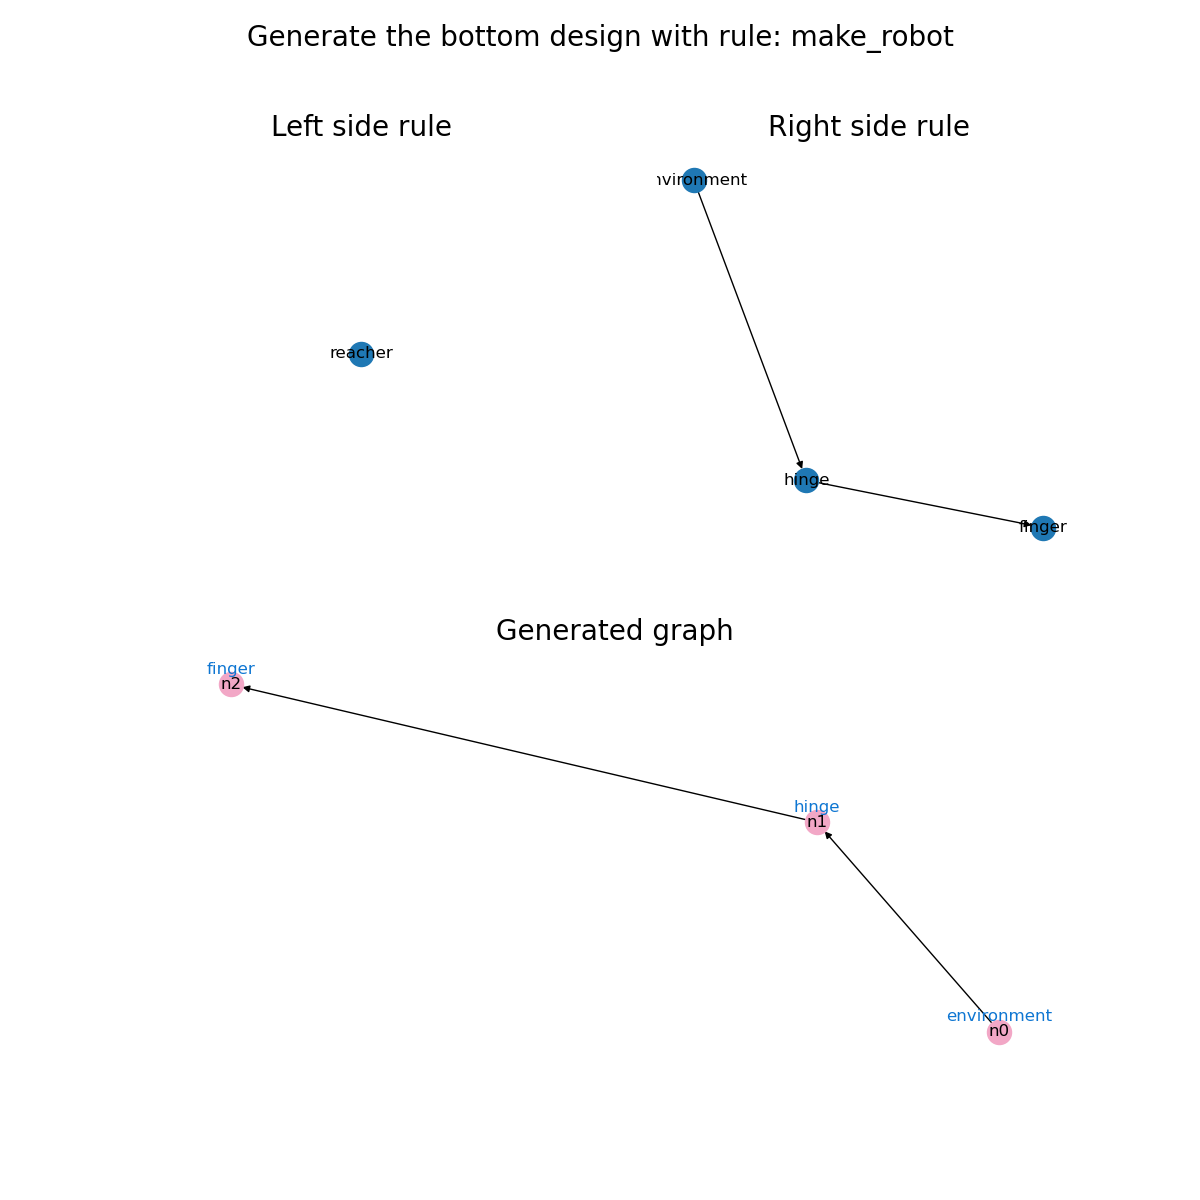 Generate the bottom design with rule: make_robot
Left side rule
Right side rule
nvironment
reacher
hinge
finger
Generated graph
finger
n2
hinge
n1
environment
n0